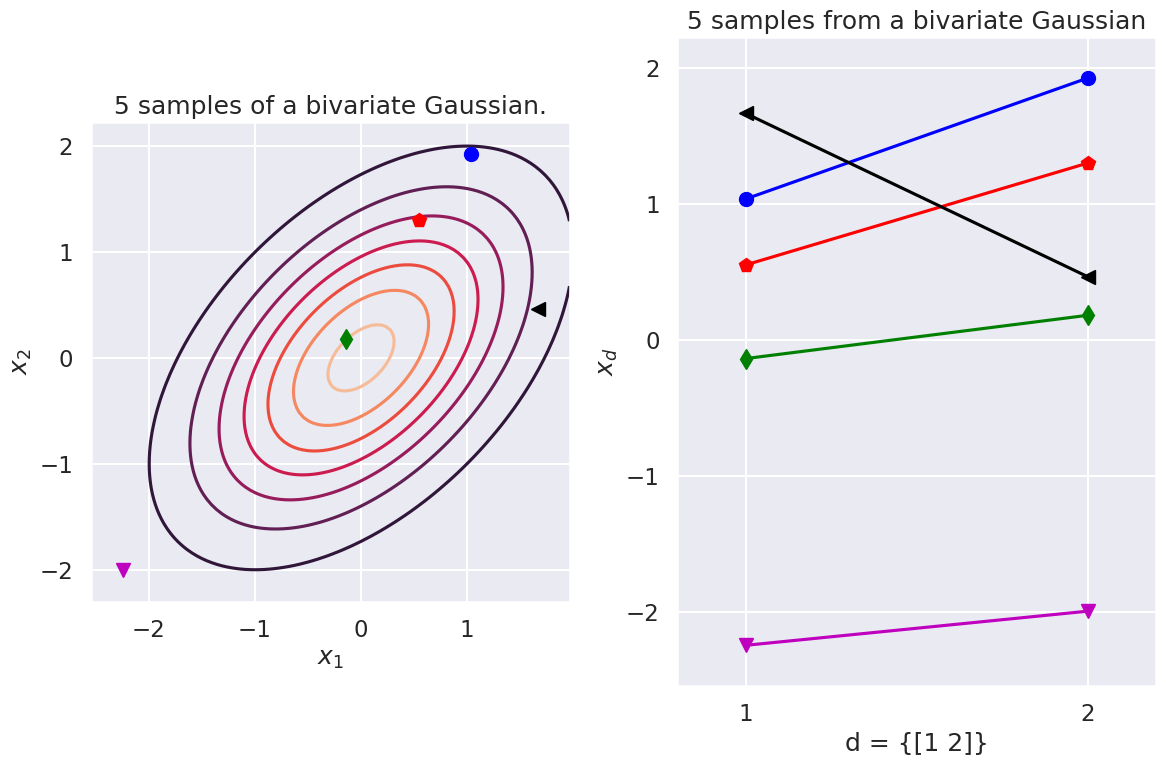 5 samples of a bivariate Gaussian.
2
1
0
−1
−2
x₂
−2 −1 0 1
x₁
5 samples from a bivariate Gaussian
2
1
0
−1
−2
x_d
1 2
d = {[1 2]}